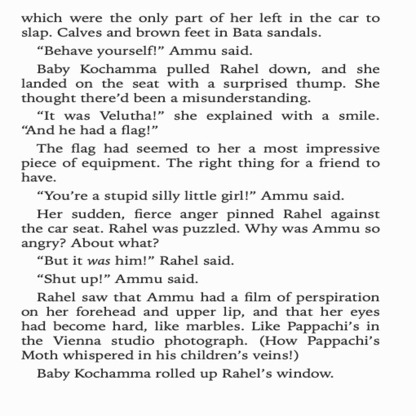 which were the only part of her left in the car to
slap. Calves and brown feet in Bata sandals.
“Behave yourself!” Ammu said.
Baby Kochamma pulled Rahel down, and she
landed on the seat with a surprised thump. She
thought there’d been a misunderstanding.
“It was Velutha!” she explained with a smile.
“And he had a flag!”
The flag had seemed to her a most impressive
piece of equipment. The right thing for a friend to
have.
“You’re a stupid silly little girl!” Ammu said.
Her sudden, fierce anger pinned Rahel against
the car seat. Rahel was puzzled. Why was Ammu so
angry? About what?
“But it was him!” Rahel said.
“Shut up!” Ammu said.
Rahel saw that Ammu had a film of perspiration
on her forehead and upper lip, and that her eyes
had become hard, like marbles. Like Pappachi’s in
the Vienna studio photograph. (How Pappachi’s
Moth whispered in his children’s veins!)
Baby Kochamma rolled up Rahel’s window.